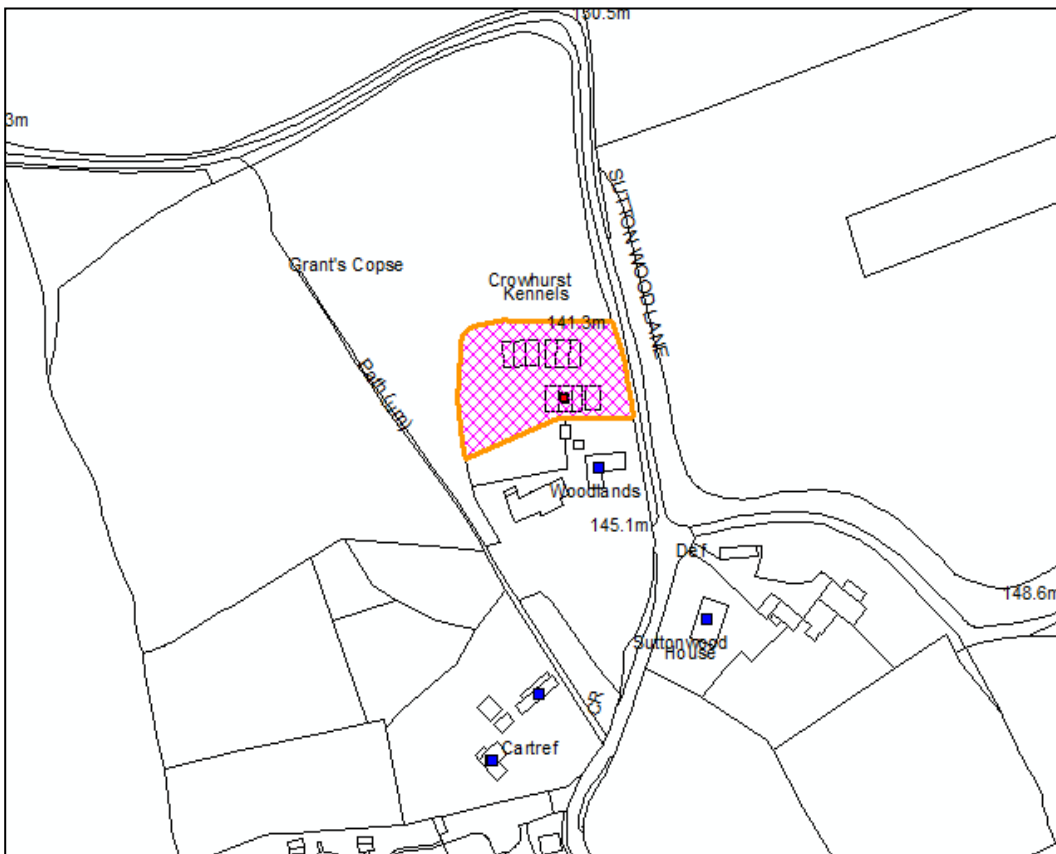 130.5m
3m
SUTTON WOOD LANE
Grant's Copse
Crowhurst
Kennels
141.3m
Path (um)
Woodlands
145.1m
Def
148.6m
Suttonwood
House
CR
Cartref